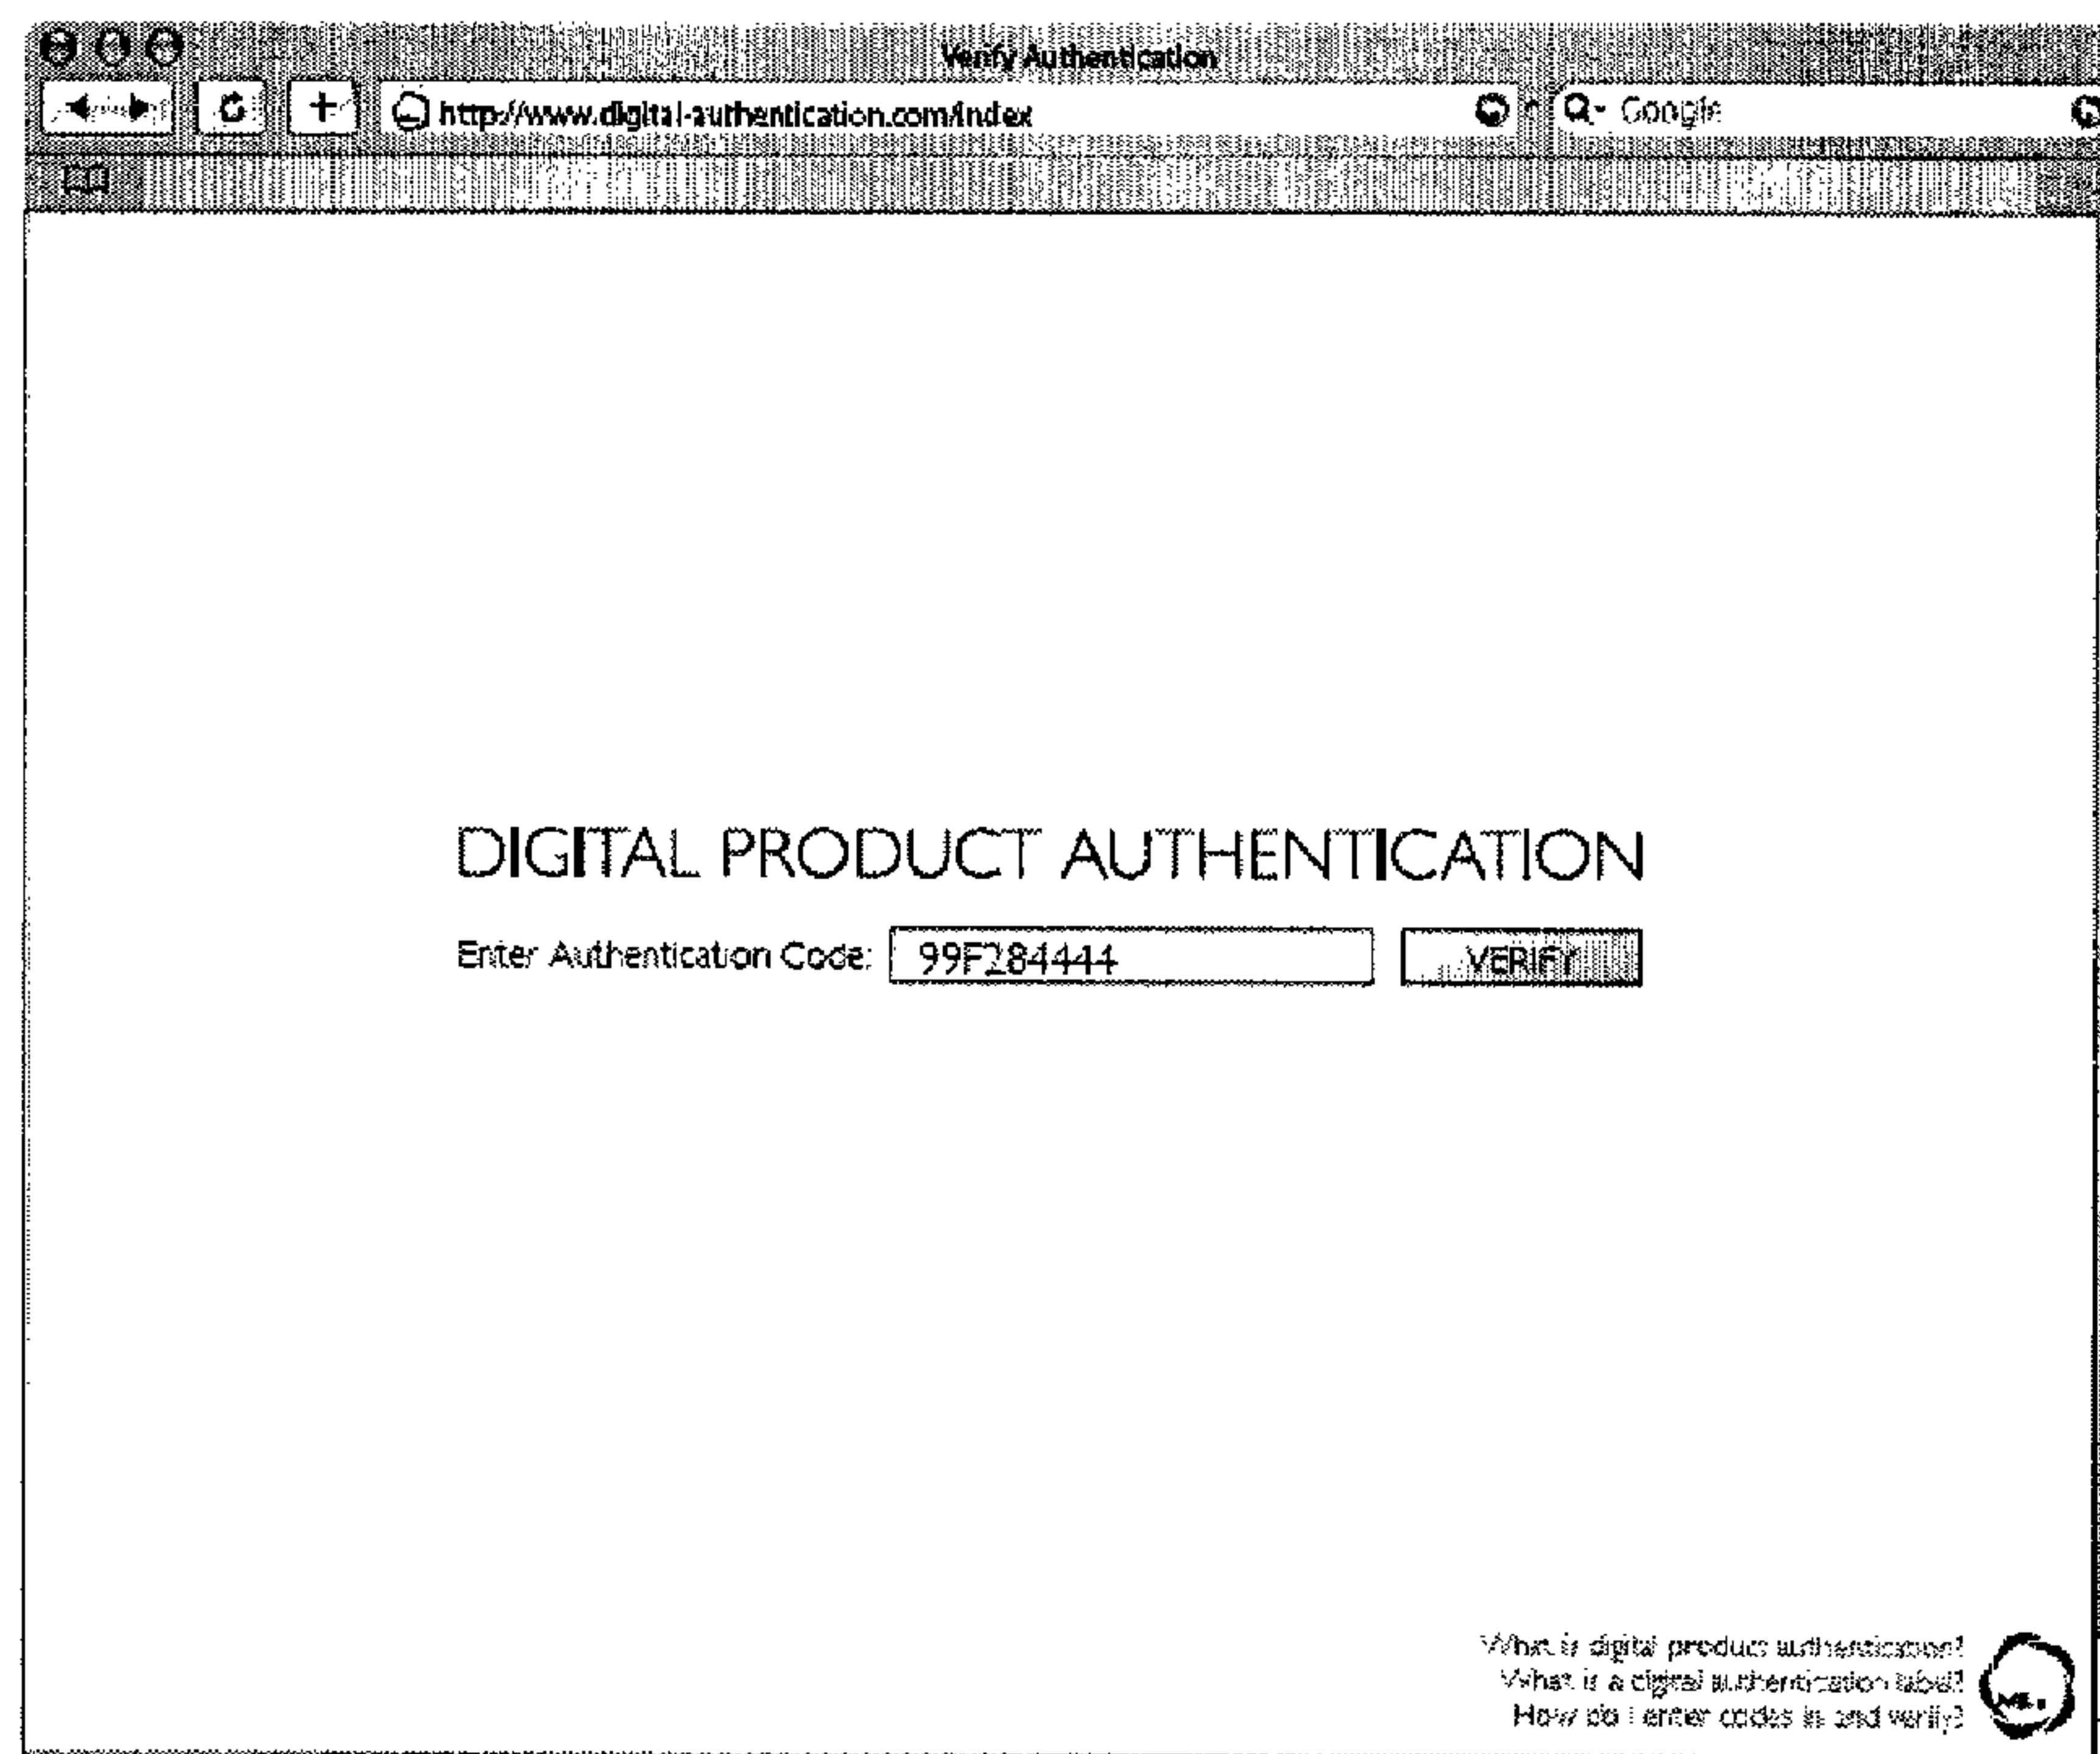 Verify Authentication
http://www.digital-authentication.com/index
Google
DIGITAL PRODUCT AUTHENTICATION
Enter Authentication Code: 99F284444 VERIFY
What is digital product authentication?
What is a digital authentication label?
How do I enter codes in and verify?